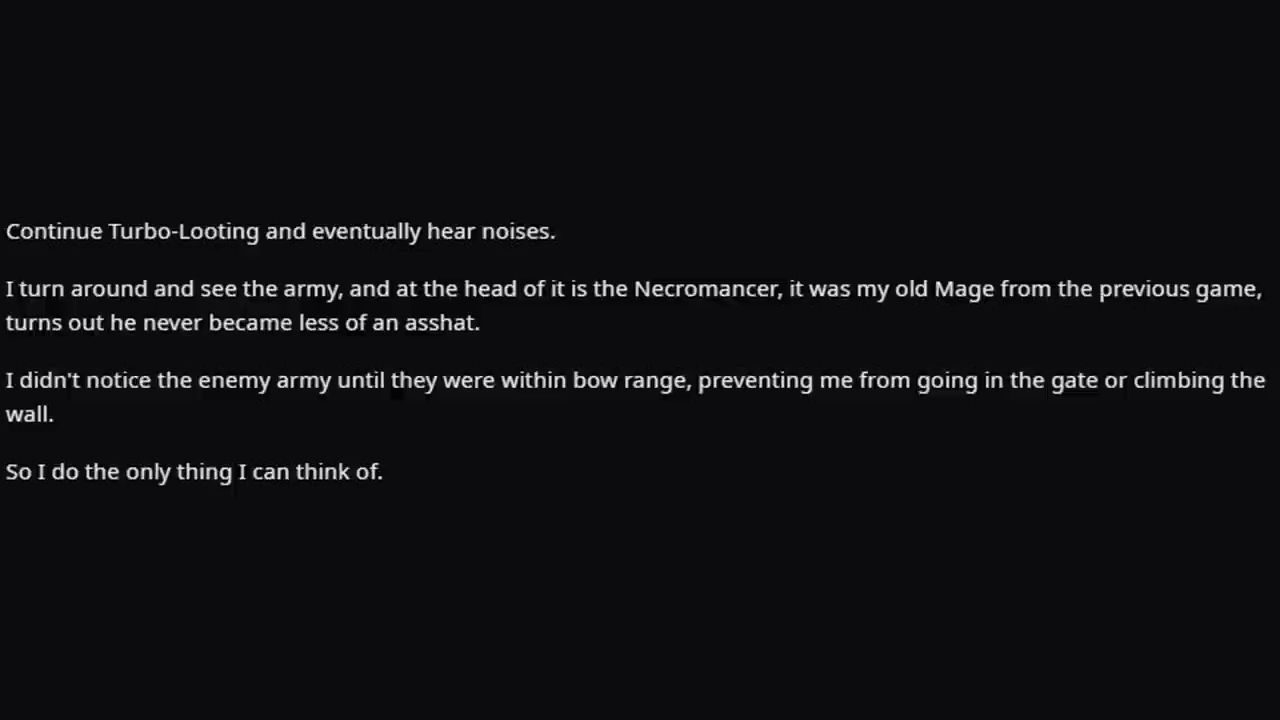 Continue Turbo-Looting and eventually hear noises.
I turn around and see the army, and at the head of it is the Necromancer, it was my old Mage from the previous game,
turns out he never became less of an asshat.
I didn't notice the enemy army until they were within bow range, preventing me from going in the gate or climbing the
wall.
So I do the only thing I can think of.